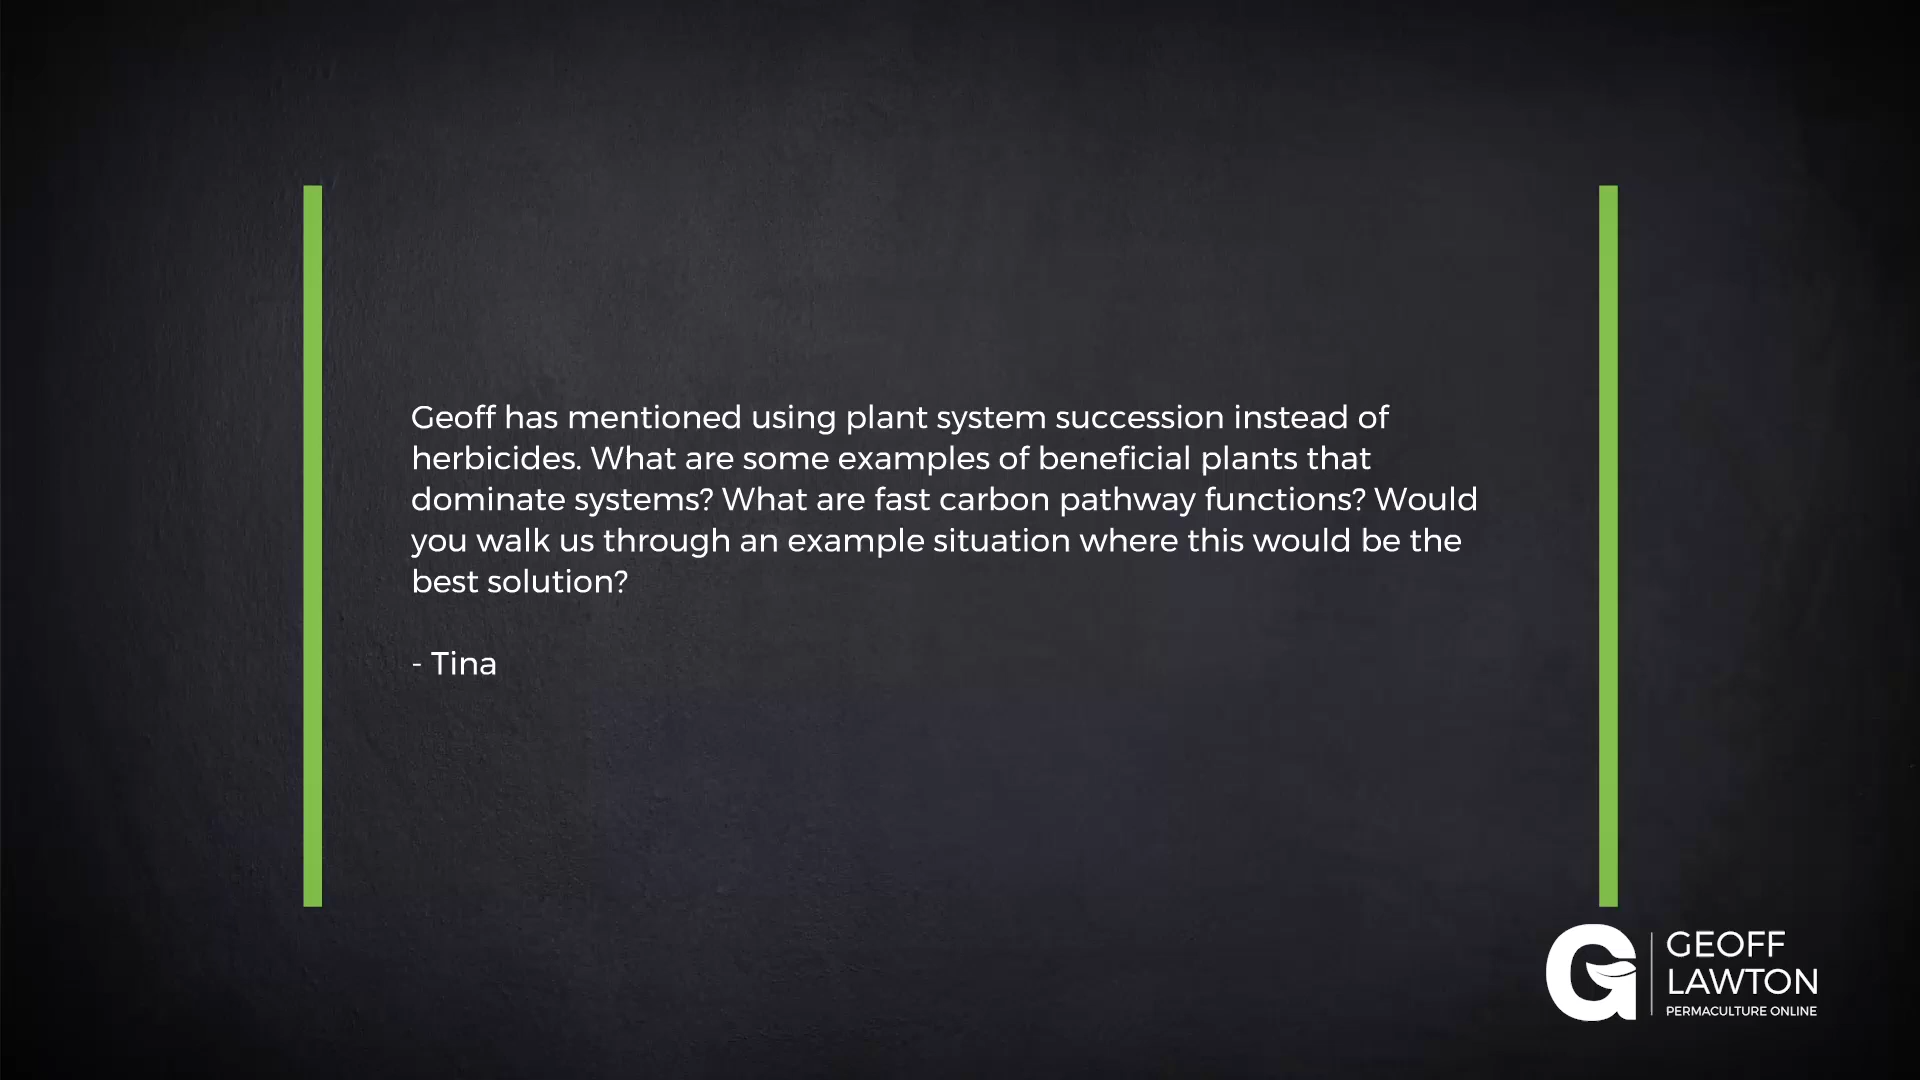 Geoff has mentioned using plant system succession instead of
herbicides. What are some examples of beneficial plants that
dominate systems? What are fast carbon pathway functions? Would
you walk us through an example situation where this would be the
best solution?
- Tina
GEOFF
LAWTON
PERMACULTURE ONLINE